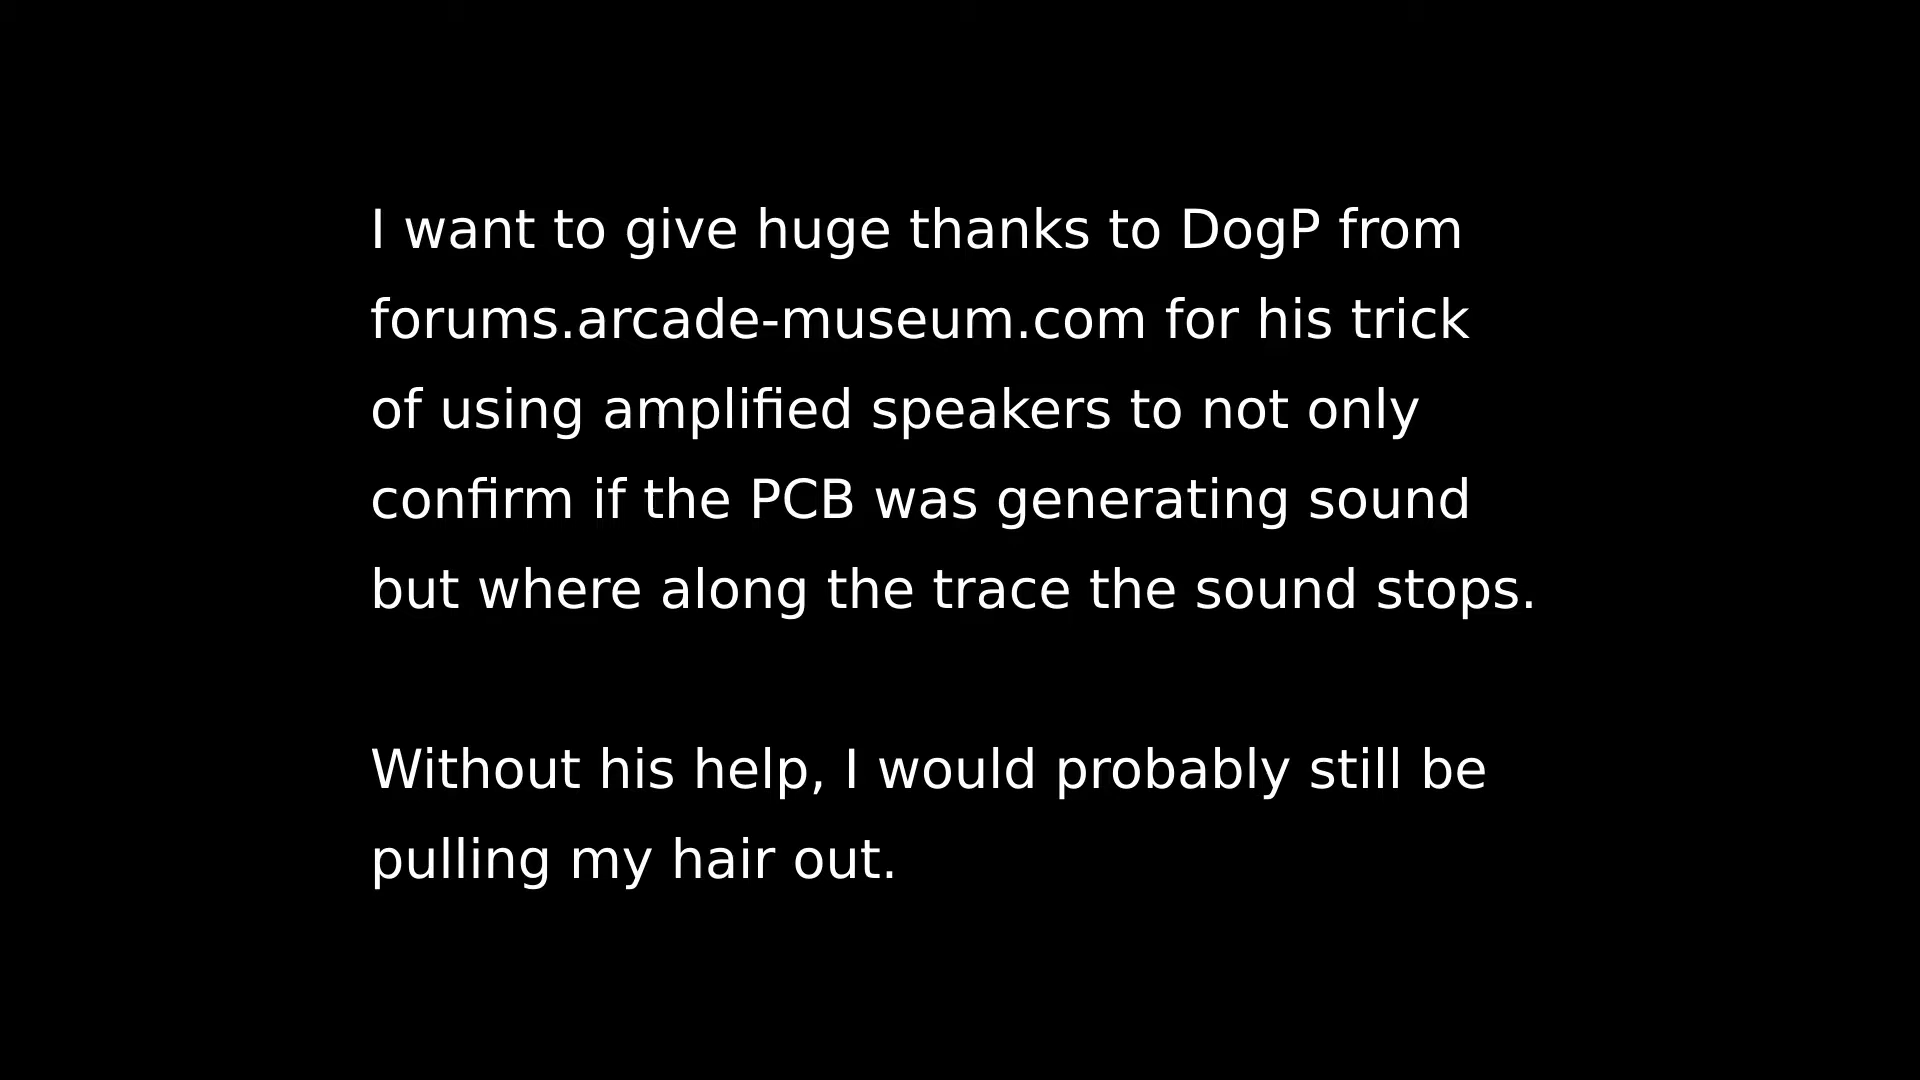 I want to give huge thanks to DogP from
forums.arcade-museum.com for his trick
of using amplified speakers to not only
confirm if the PCB was generating sound
but where along the trace the sound stops.
Without his help, I would probably still be
pulling my hair out.